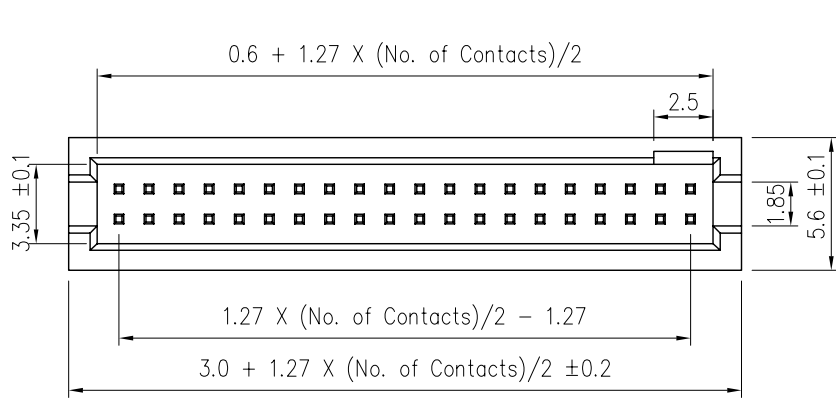 0.6 + 1.27 X (No. of Contacts)/2
2.5
3.35 ±0.1
1.85
5.6 ±0.1
1.27 X (No. of Contacts)/2 − 1.27
3.0 + 1.27 X (No. of Contacts)/2 ±0.2